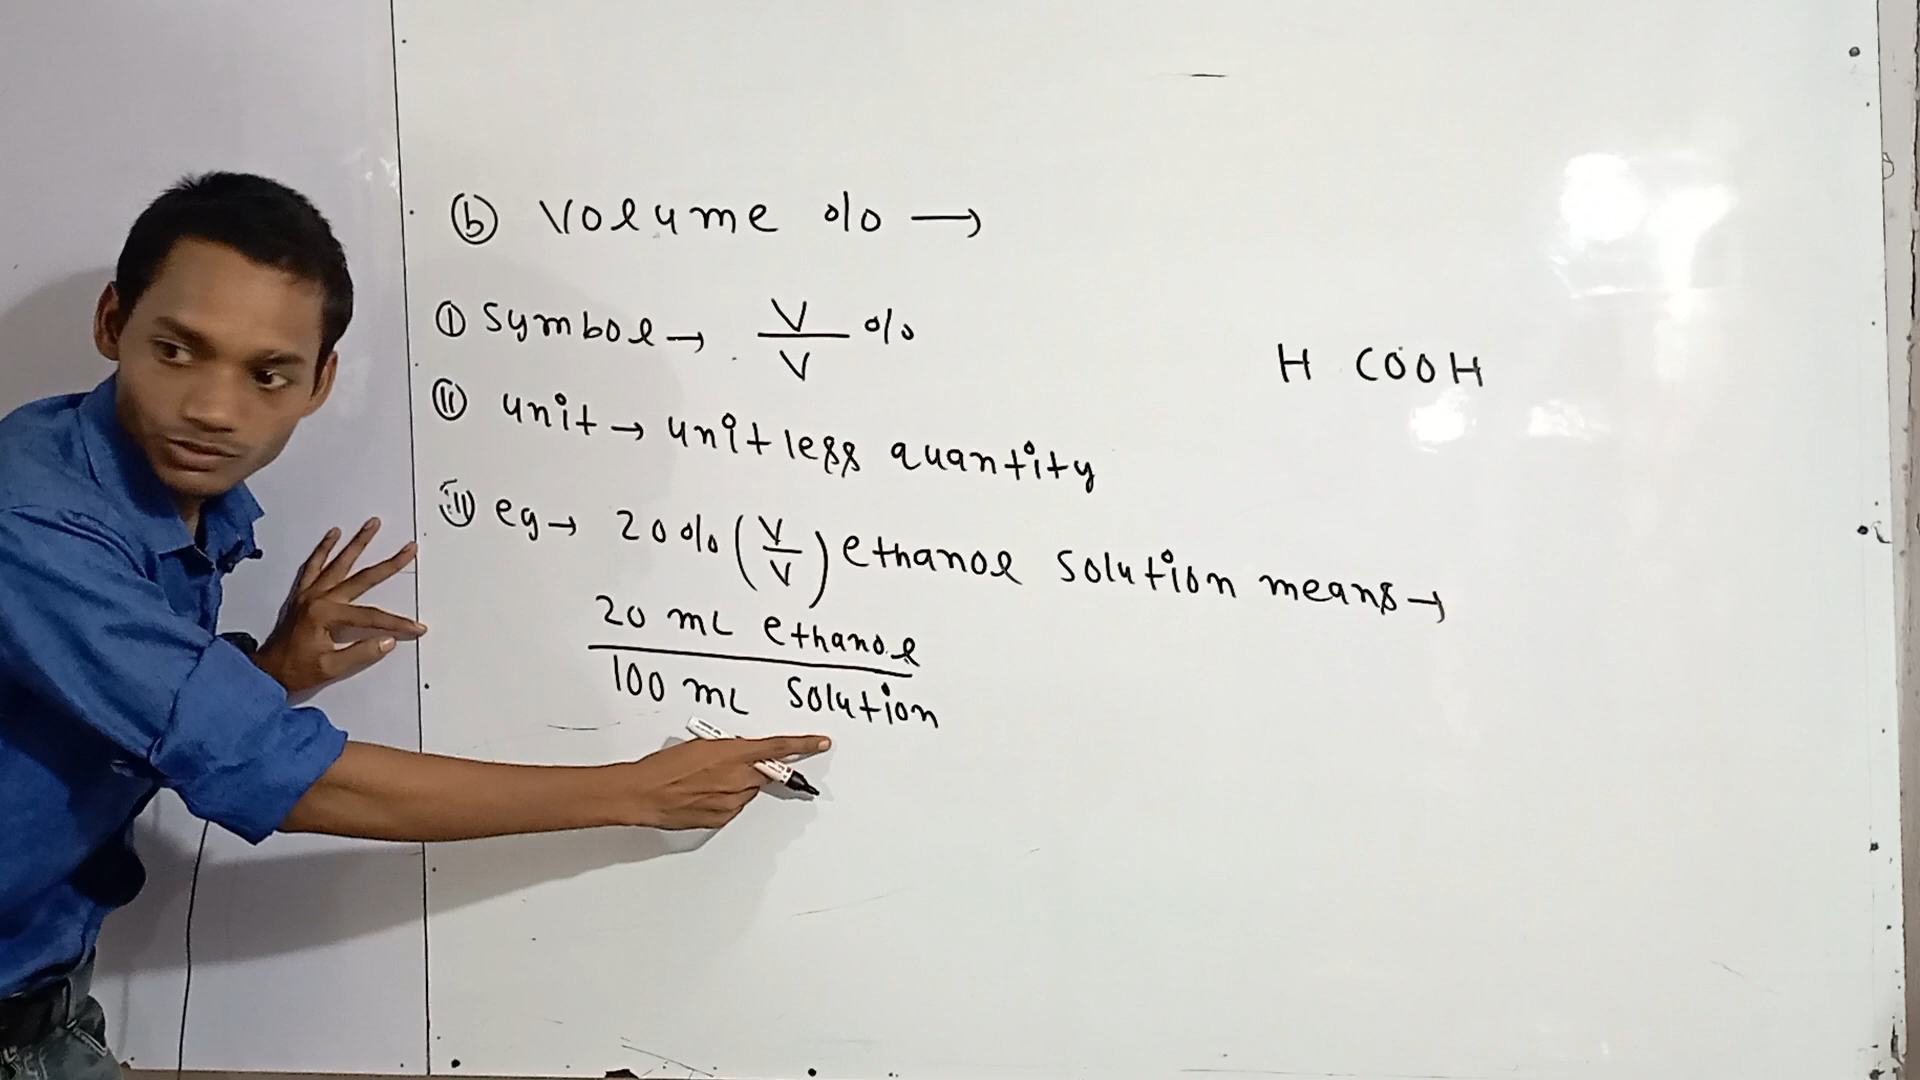 ⓑ Volume % →
ⓘ Symbol → V/V %
ⓘⓘ unit → unitless quantity
ⓘⓘⓘ eg → 20% (V/V) ethanol solution means →
20 mL ethanol
100 mL solution
H COOH